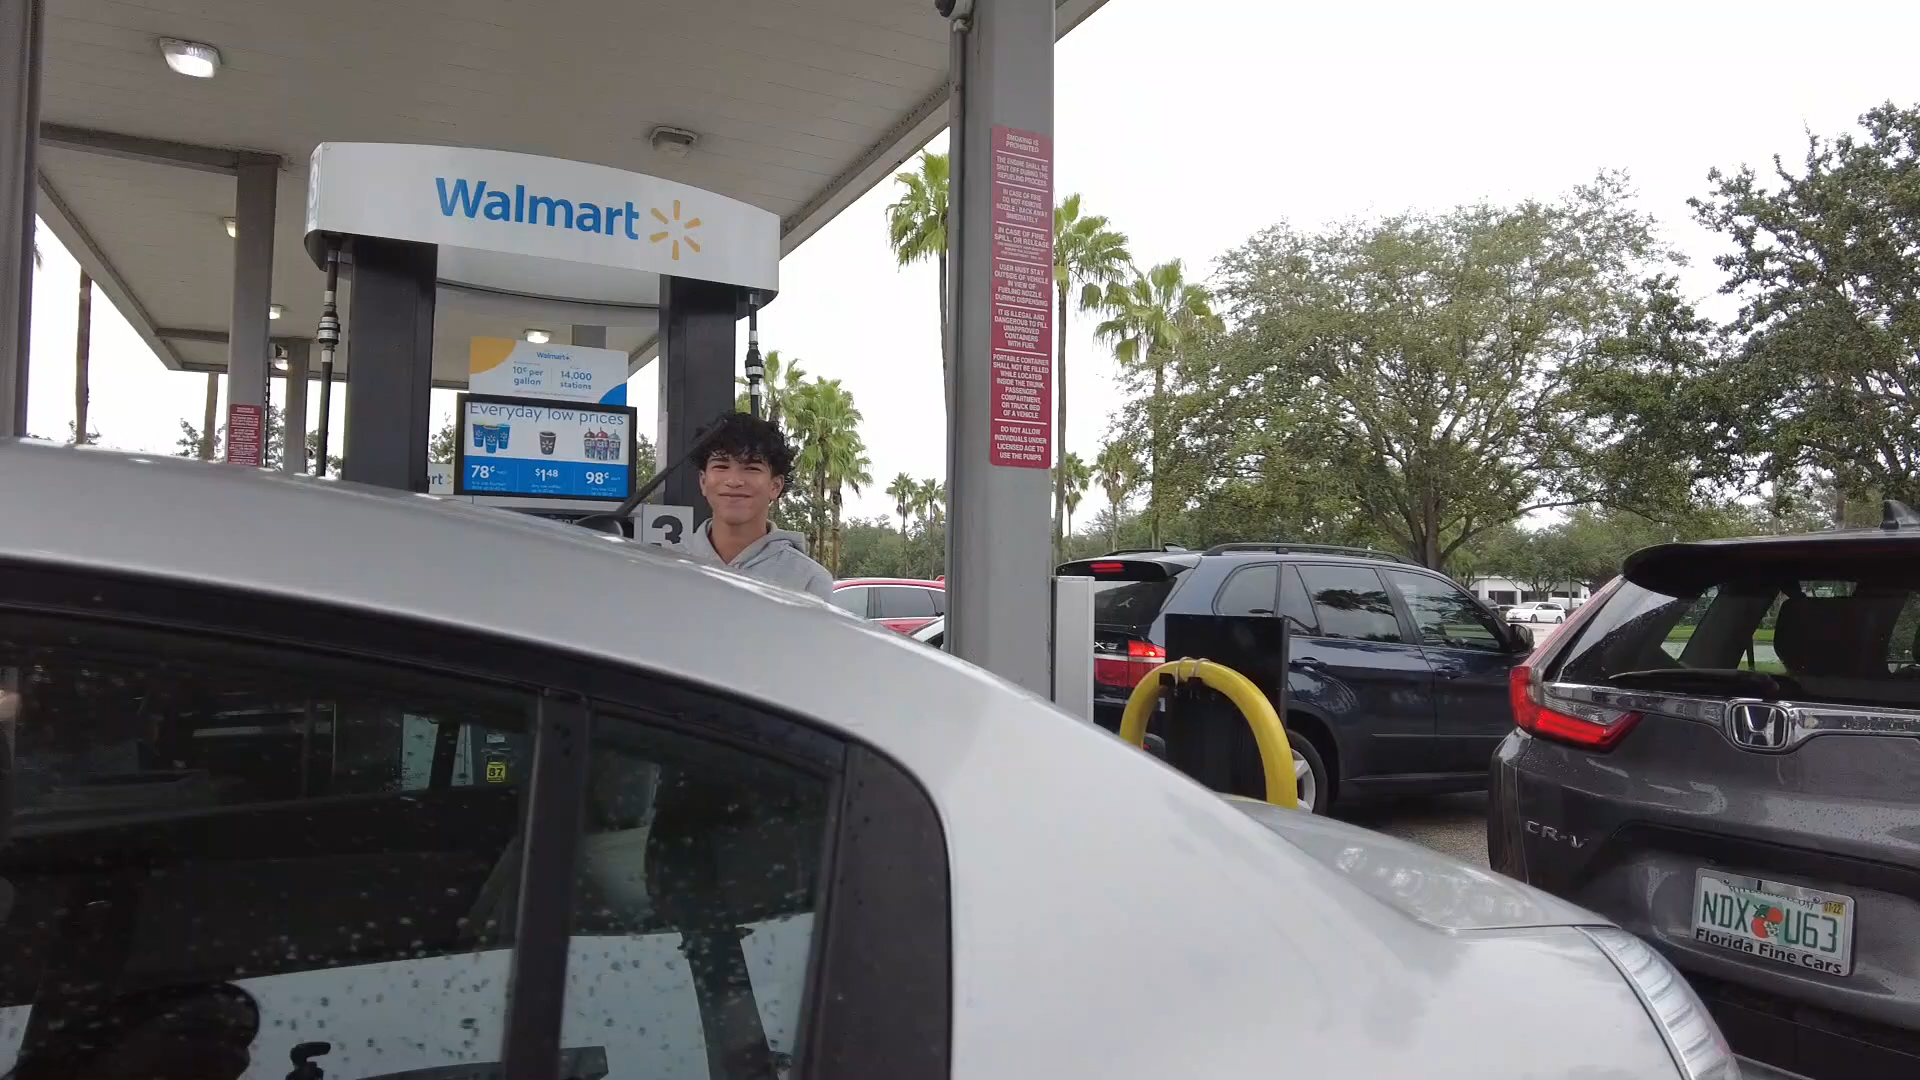 Walmart
Walmart+
10¢ per
gallon
14,000
stations
Everyday low prices
78¢
$1.48
98¢
3
87
SMOKING IS
PROHIBITED
THE ENGINE SHALL BE
SHUT OFF DURING THE
REFUELING PROCESS
IN CASE OF FIRE
DO NOT REMOVE
NOZZLE - BACK AWAY
IMMEDIATELY
IN CASE OF FIRE,
SPILL, OR RELEASE
USER MUST STAY
OUTSIDE OF VEHICLE
IN VIEW OF
FUELING NOZZLE
DURING DISPENSING
IT IS ILLEGAL AND
DANGEROUS TO FILL
UNAPPROVED
CONTAINERS
WITH FUEL
PORTABLE CONTAINER
SHALL NOT BE FILLED
WHILE LOCATED
INSIDE THE TRUNK,
PASSENGER
COMPARTMENT,
OR TRUCK BED
OF A VEHICLE
DO NOT ALLOW
INDIVIDUALS UNDER
LICENSED AGE TO
USE THE PUMPS
CR-V
NDX U63
Florida Fine Cars